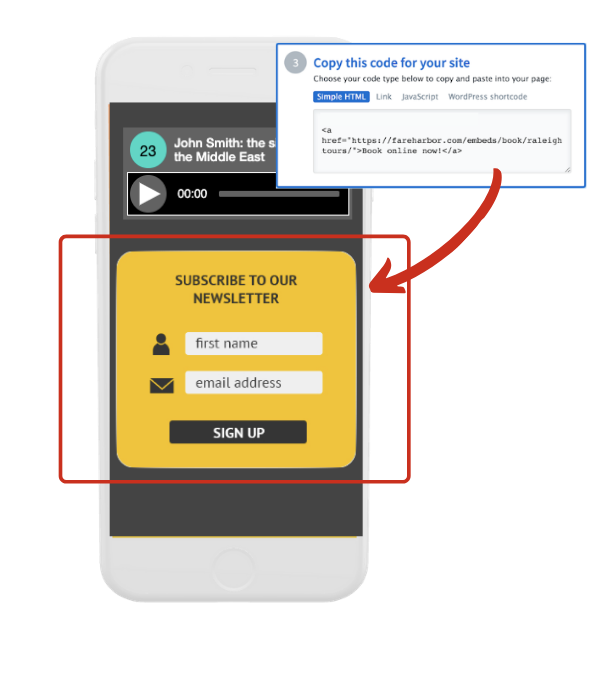 3 Copy this code for your site
Choose your code type below to copy and paste into your page:
Simple HTML Link JavaScript WordPress shortcode
<a
href="https://fareharbor.com/embeds/book/raleigh
tours/">Book online now!</a>
23
John Smith: the s
the Middle East
00:00
SUBSCRIBE TO OUR
NEWSLETTER
first name
email address
SIGN UP